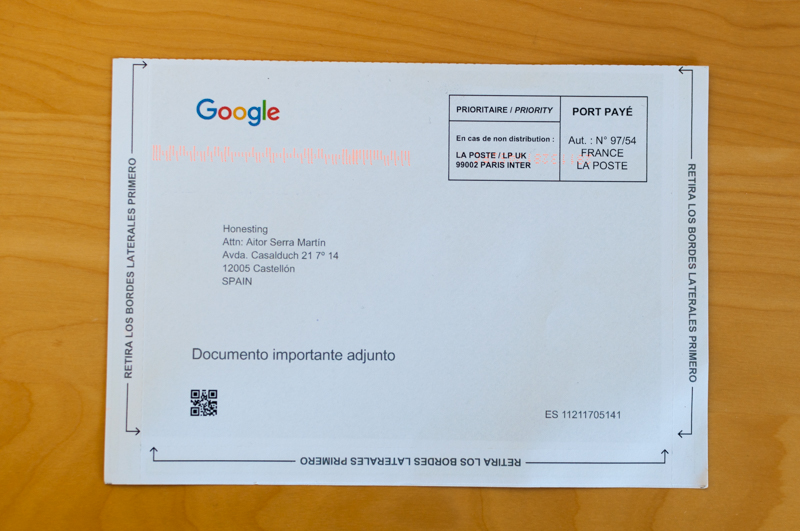 Google
PRIORITAIRE / PRIORITY
En cas de non distribution :
LA POSTE / LP UK
99002 PARIS INTER
PORT PAYÉ
Aut. : N° 97/54
FRANCE
LA POSTE
RETIRA LOS BORDES LATERALES PRIMERO
RETIRA LOS BORDES LATERALES PRIMERO
Honesting
Attn: Aitor Serra Martín
Avda. Casalduch 21 7º 14
12005 Castellón
SPAIN
Documento importante adjunto
ES 11211705141
RETIRA LOS BORDES LATERALES PRIMERO